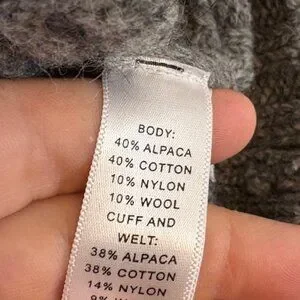 BODY:
40% ALPACA
40% COTTON
10% NYLON
10% WOOL
CUFF AND
WELT:
38% ALPACA
38% COTTON
14% NYLON